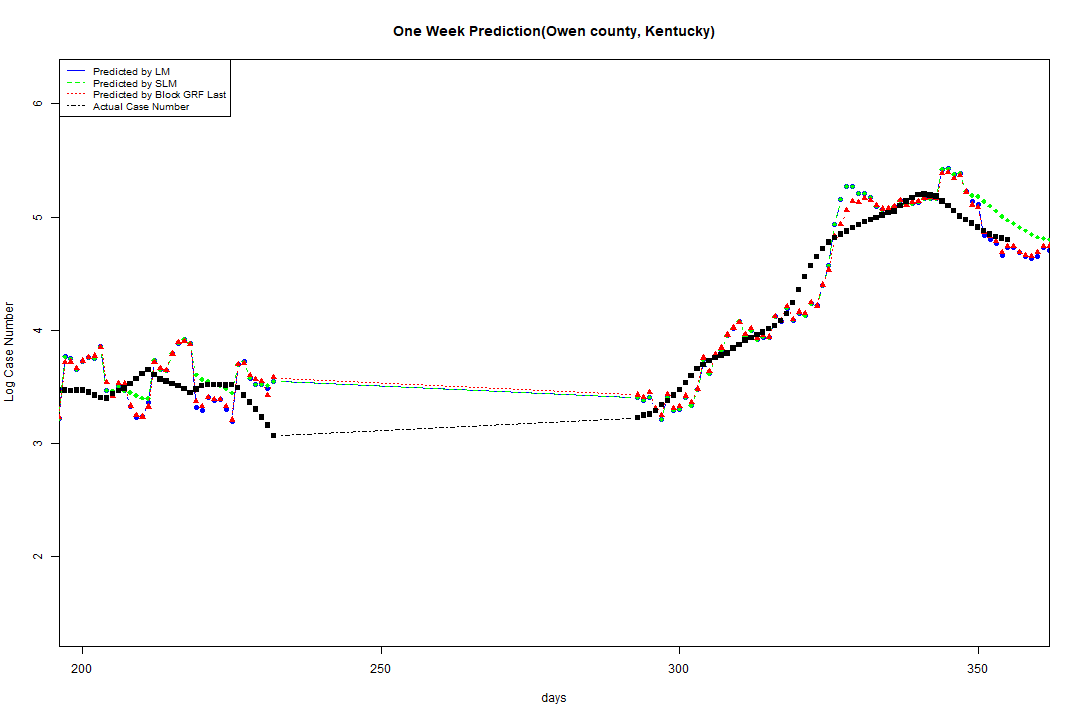 One Week Prediction(Owen county, Kentucky)
Predicted by LM
Predicted by SLM
Predicted by Block GRF Last
Actual Case Number
6
5
4
3
2
Log Case Number
200 250 300 350
days